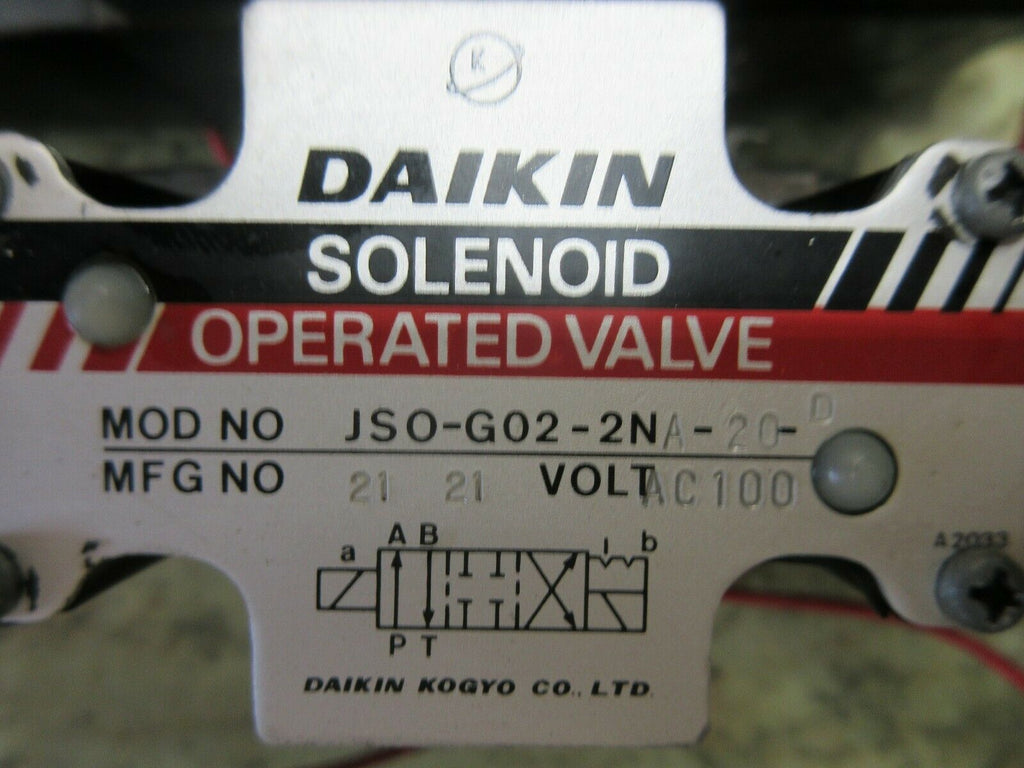 K
DAIKIN
SOLENOID
OPERATED VALVE
MOD NO JSO-G02-2NA-20-D
MFG NO 21 21 VOLT AC100
A B
a b
P T
A2033
DAIKIN KOGYO CO., LTD.